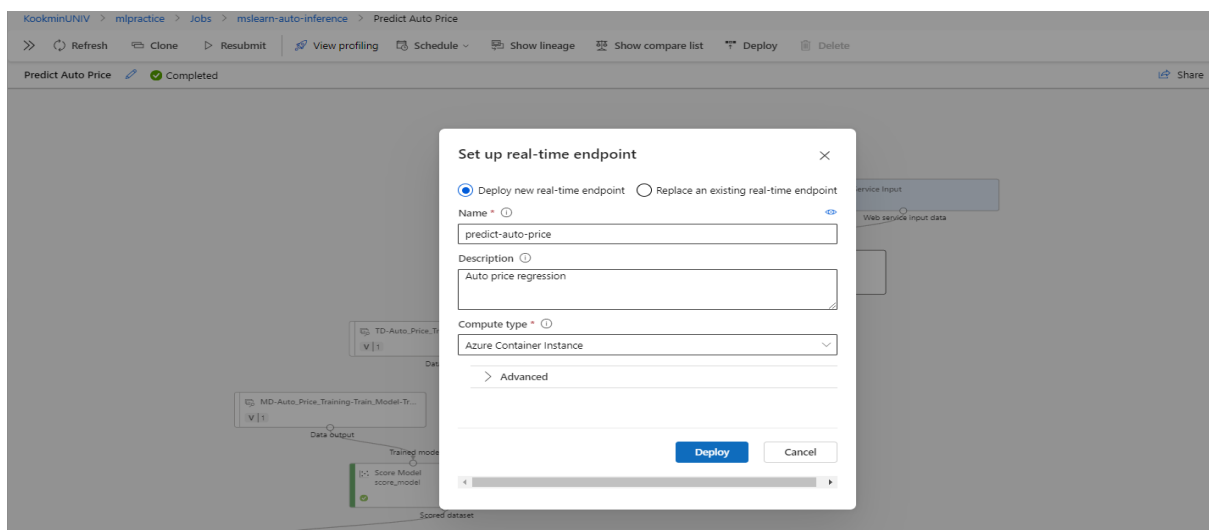 KookminUNIV > mlpractice > Jobs > mslearn-auto-inference > Predict Auto Price
Refresh Clone Resubmit View profiling Schedule Show lineage Show compare list Deploy Delete
Predict Auto Price Completed Share
Set up real-time endpoint
Deploy new real-time endpoint Replace an existing real-time endpoint
Name *
predict-auto-price
Description
Auto price regression
Compute type *
Azure Container Instance
Advanced
Deploy Cancel
ervice Input
Web service input data
TD-Auto_Price_Tr
V 1
Dat
MD-Auto_Price_Training-Train_Model-Tr...
V 1
Data output
Trained mode
Score Model
score_model
Scored dataset